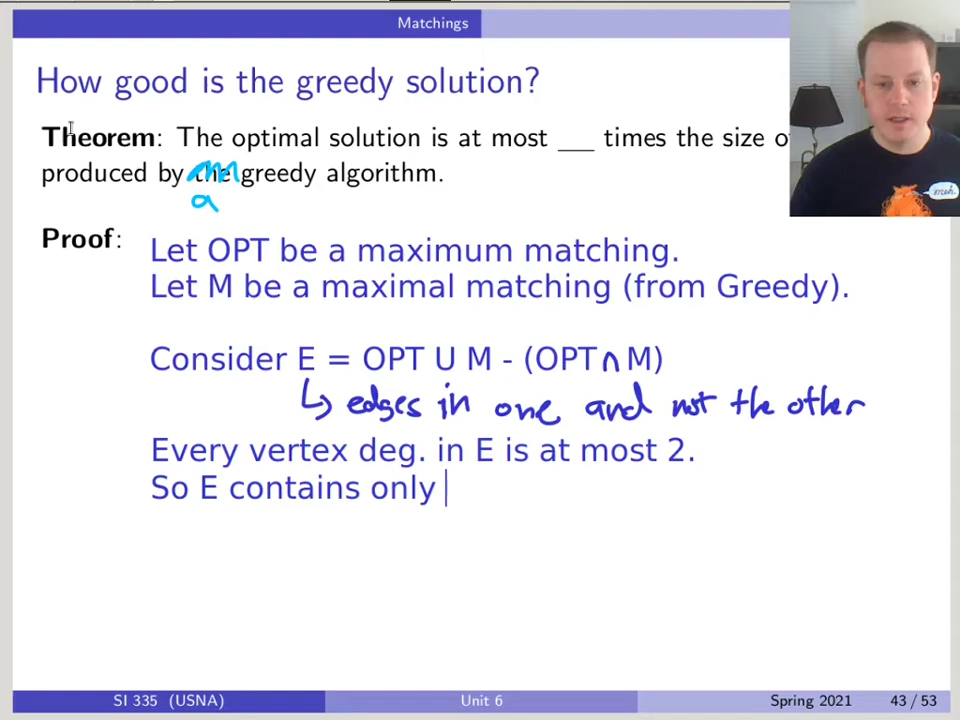 Matchings
How good is the greedy solution?
Theorem: The optimal solution is at most ___ times the size of
produced by the greedy algorithm.
a
Proof:
Let OPT be a maximum matching.
Let M be a maximal matching (from Greedy).
Consider E = OPT U M - (OPT ∩ M)
↳ edges in one and not the other
Every vertex deg. in E is at most 2.
So E contains only
SI 335 (USNA) Unit 6 Spring 2021 43 / 53